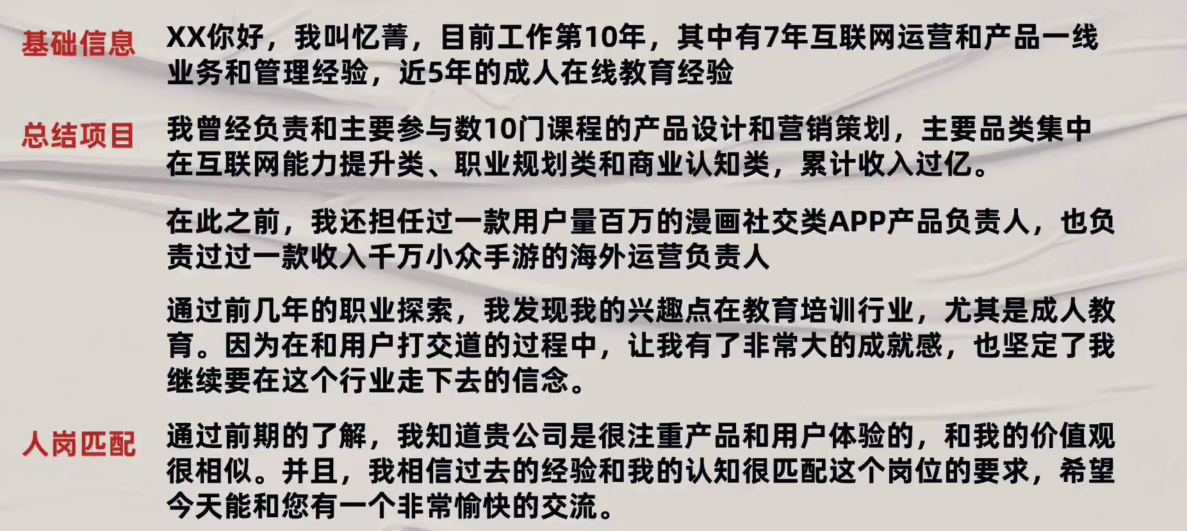 基础信息
XX你好，我叫忆菁，目前工作第10年，其中有7年互联网运营和产品一线
业务和管理经验，近5年的成人在线教育经验
总结项目
我曾经负责和主要参与数10门课程的产品设计和营销策划，主要品类集中
在互联网能力提升类、职业规划类和商业认知类，累计收入过亿。
在此之前，我还担任过一款用户量百万的漫画社交类APP产品负责人，也负
责过过一款收入千万小众手游的海外运营负责人
通过前几年的职业探索，我发现我的兴趣点在教育培训行业，尤其是成人教
育。因为在和用户打交道的过程中，让我有了非常大的成就感，也坚定了我
继续要在这个行业走下去的信念。
人岗匹配
通过前期的了解，我知道贵公司是很注重产品和用户体验的，和我的价值观
很相似。并且，我相信过去的经验和我的认知很匹配这个岗位的要求，希望
今天能和您有一个非常愉快的交流。